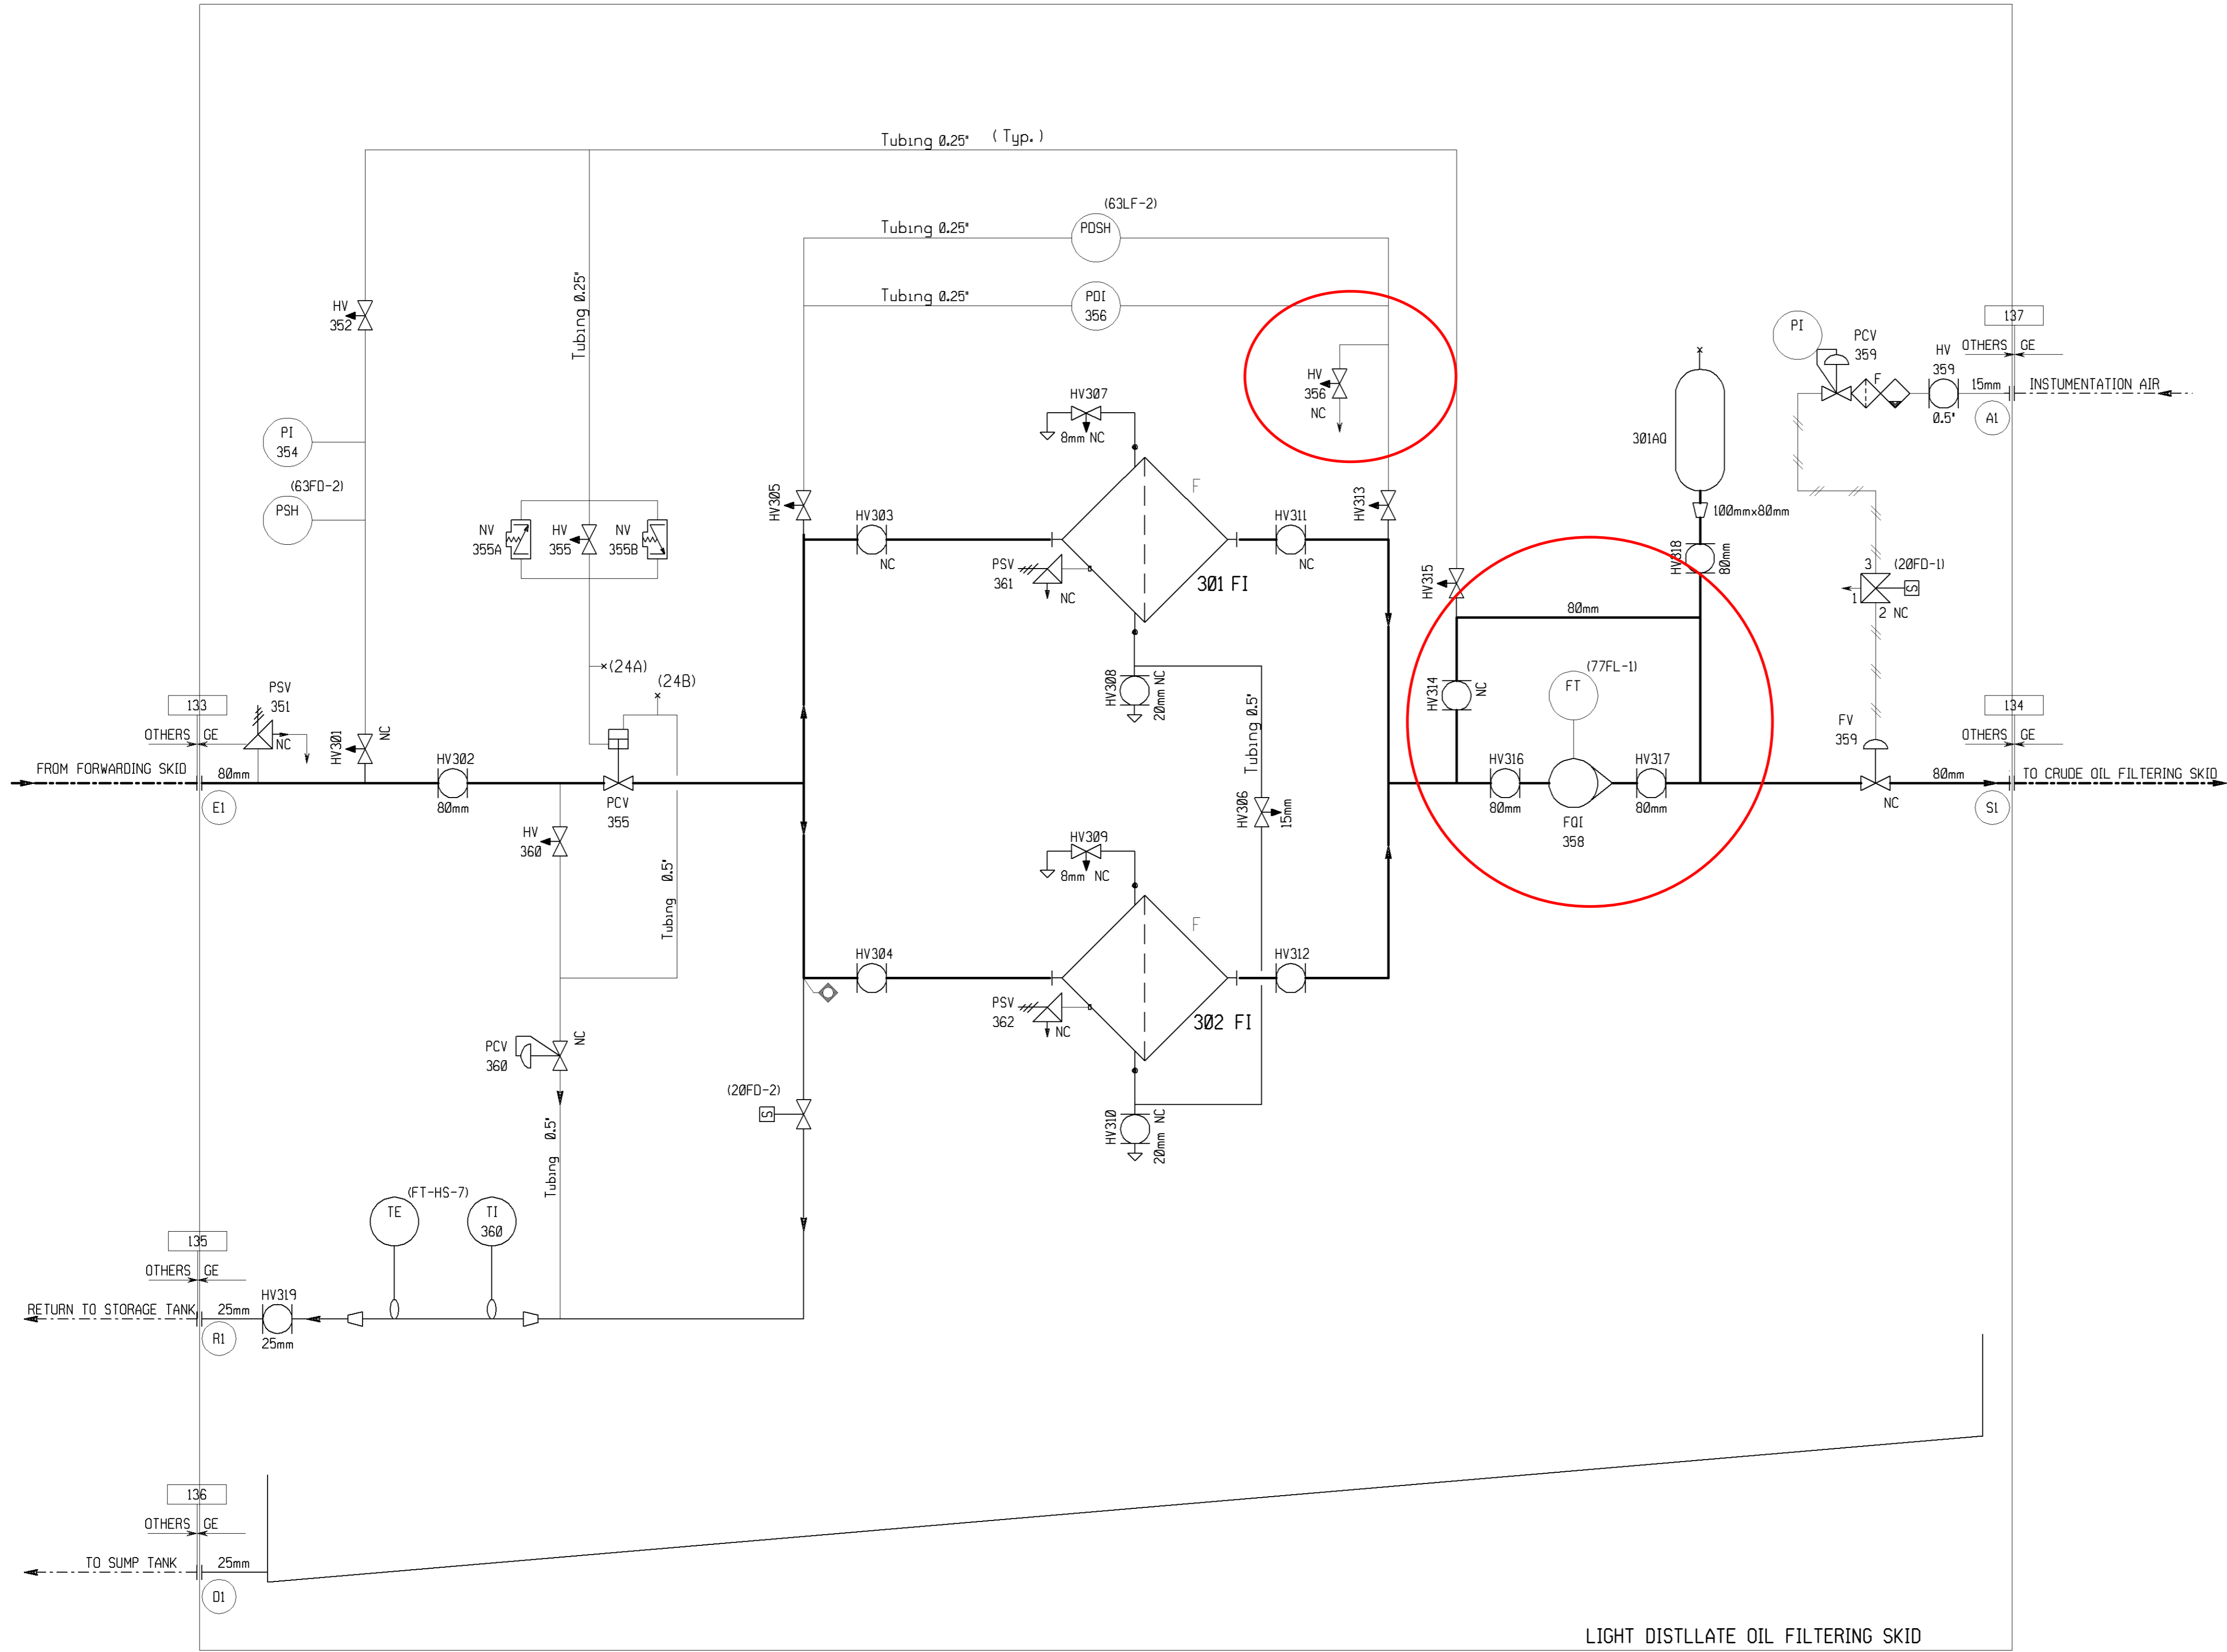 Tubing 0.25" (Typ.)
(63LF-2)
PDSH
Tubing 0.25"
Tubing 0.25"
PDI
356
Tubing 0.25"
HV
352
PI
354
(63FD-2)
PSH
NV
355A
HV
355
NV
355B
(24A)
(24B)
PSV
351
NC
133
OTHERS GE
FROM FORWARDING SKID
80mm
E1
HV301
NC
HV302
80mm
PCV
355
HV
360
Tubing 0.5"
PCV
360
NC
Tubing 0.5"
HV305
HV303
NC
HV307
8mm NC
PSV
361
NC
F
301 FI
HV308
20mm NC
HV311
NC
HV313
HV
356
NC
Tubing 0.5"
HV306
15mm
HV304
HV309
8mm NC
PSV
362
NC
F
302 FI
HV310
20mm NC
HV312
(20FD-2)
S
HV315
HV314
NC
80mm
(77FL-1)
FT
HV316
80mm
FQI
358
HV317
80mm
301AQ
100mmx80mm
HV318
80mm
PI
PCV
359
F
HV
359
0.5"
15mm
137
OTHERS GE
INSTUMENTATION AIR
A1
3
(20FD-1)
S
1
2 NC
FV
359
NC
134
OTHERS GE
80mm
TO CRUDE OIL FILTERING SKID
S1
TE
(FT-HS-7)
TI
360
135
OTHERS GE
RETURN TO STORAGE TANK
25mm
R1
HV319
25mm
136
OTHERS GE
TO SUMP TANK
25mm
D1
LIGHT DISTLLATE OIL FILTERING SKID